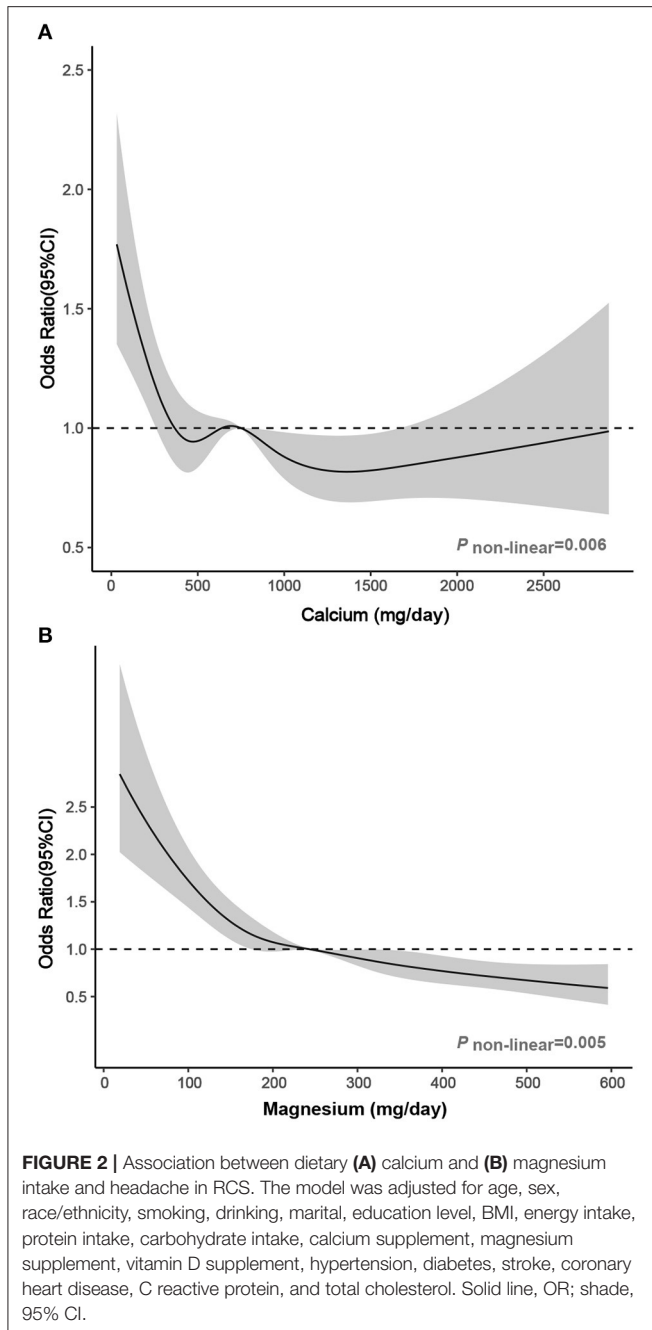 A
2.5
2.0
1.5
1.0
0.5
Odds Ratio(95%CI)
P non-linear=0.006
0 500 1000 1500 2000 2500
Calcium (mg/day)
B
2.5
2.0
1.5
1.0
0.5
Odds Ratio(95%CI)
P non-linear=0.005
0 100 200 300 400 500 600
Magnesium (mg/day)
FIGURE 2 | Association between dietary (A) calcium and (B) magnesium
intake and headache in RCS. The model was adjusted for age, sex,
race/ethnicity, smoking, drinking, marital, education level, BMI, energy intake,
protein intake, carbohydrate intake, calcium supplement, magnesium
supplement, vitamin D supplement, hypertension, diabetes, stroke, coronary
heart disease, C reactive protein, and total cholesterol. Solid line, OR; shade,
95% CI.